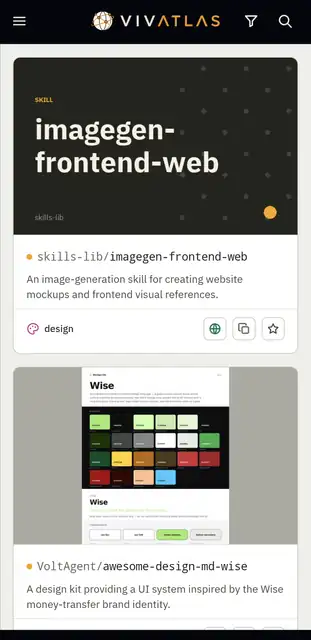 VIVATLAS
SKILL
imagegen-
frontend-web
skills-lib
skills-lib/imagegen-frontend-web
An image-generation skill for creating website
mockups and frontend visual references.
design
Wise
Wise
VoltAgent/awesome-design-md-wise
A design kit providing a UI system inspired by the Wise
money-transfer brand identity.